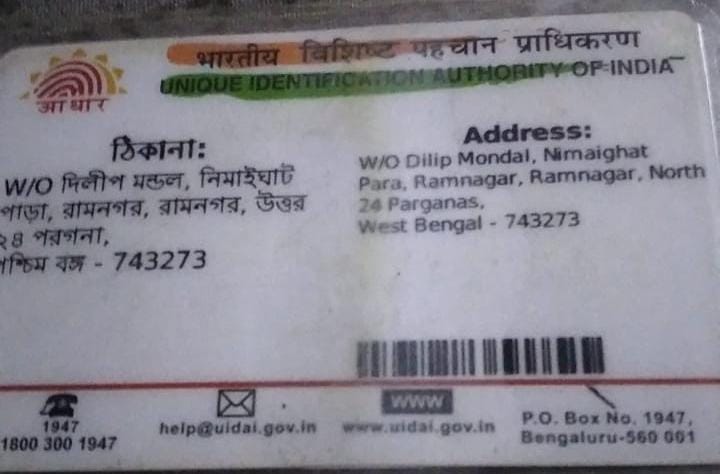 भारतीय विशिष्ट पहचान प्राधिकरण
UNIQUE IDENTIFICATION AUTHORITY OF INDIA
आधार
ঠিকানা:
W/O দিলীপ মন্ডল, নিমাইঘাট
পাড়া, রামনগর, রামনগর, উত্তর
২৪ পরগনা,
পশ্চিম বঙ্গ - 743273
Address:
W/O Dilip Mondal, Nimaighat
Para, Ramnagar, Ramnagar, North
24 Parganas,
West Bengal - 743273
1947
1800 300 1947
help@uidai.gov.in
www
www.uidai.gov.in
P.O. Box No. 1947,
Bengaluru-560 001